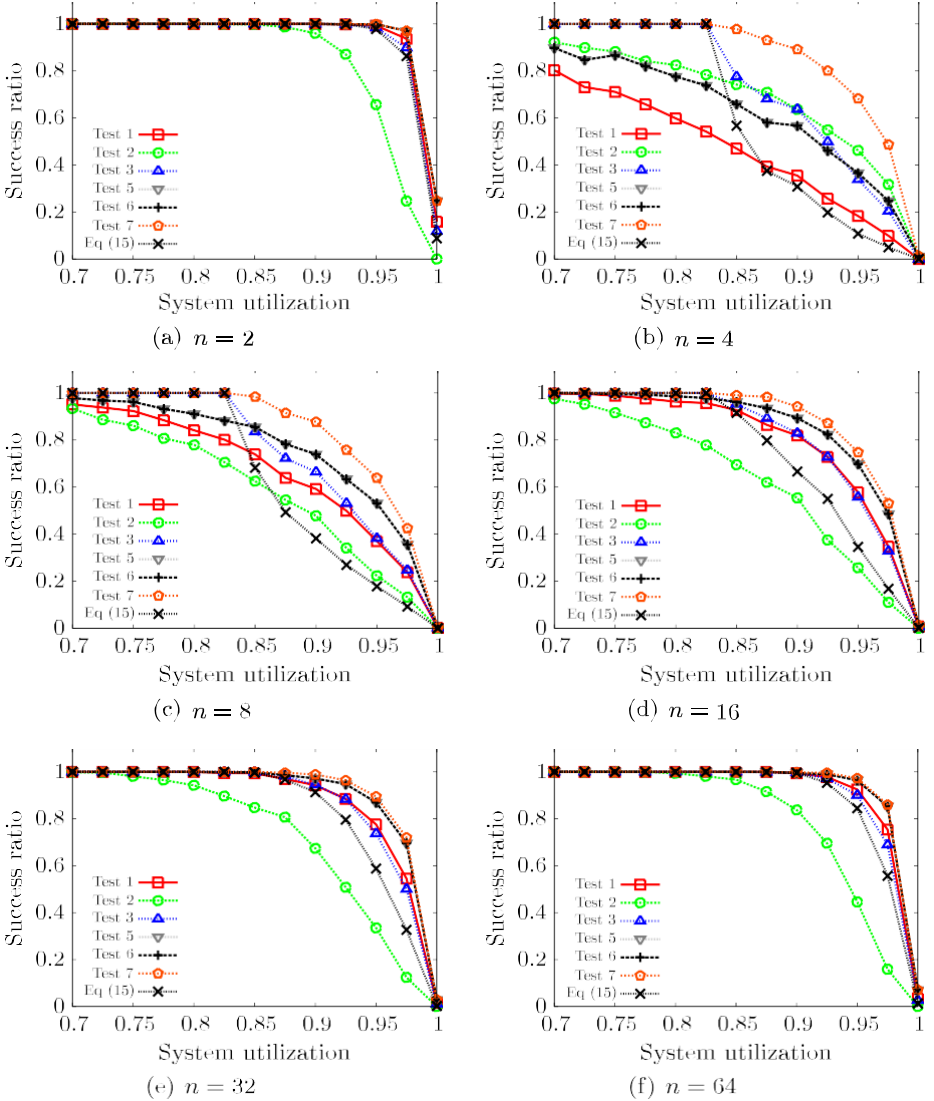 Success ratio
1
0.8
0.6
0.4
0.2
0
Test 1
Test 2
Test 3
Test 5
Test 6
Test 7
Eq (15)
0.7 0.75 0.8 0.85 0.9 0.95 1
System utilization
(a) n = 2
Success ratio
1
0.8
0.6
0.4
0.2
0
Test 1
Test 2
Test 3
Test 5
Test 6
Test 7
Eq (15)
0.7 0.75 0.8 0.85 0.9 0.95 1
System utilization
(b) n = 4
Success ratio
1
0.8
0.6
0.4
0.2
0
Test 1
Test 2
Test 3
Test 5
Test 6
Test 7
Eq (15)
0.7 0.75 0.8 0.85 0.9 0.95 1
System utilization
(c) n = 8
Success ratio
1
0.8
0.6
0.4
0.2
0
Test 1
Test 2
Test 3
Test 5
Test 6
Test 7
Eq (15)
0.7 0.75 0.8 0.85 0.9 0.95 1
System utilization
(d) n = 16
Success ratio
1
0.8
0.6
0.4
0.2
0
Test 1
Test 2
Test 3
Test 5
Test 6
Test 7
Eq (15)
0.7 0.75 0.8 0.85 0.9 0.95 1
System utilization
(e) n = 32
Success ratio
1
0.8
0.6
0.4
0.2
0
Test 1
Test 2
Test 3
Test 5
Test 6
Test 7
Eq (15)
0.7 0.75 0.8 0.85 0.9 0.95 1
System utilization
(f) n = 64